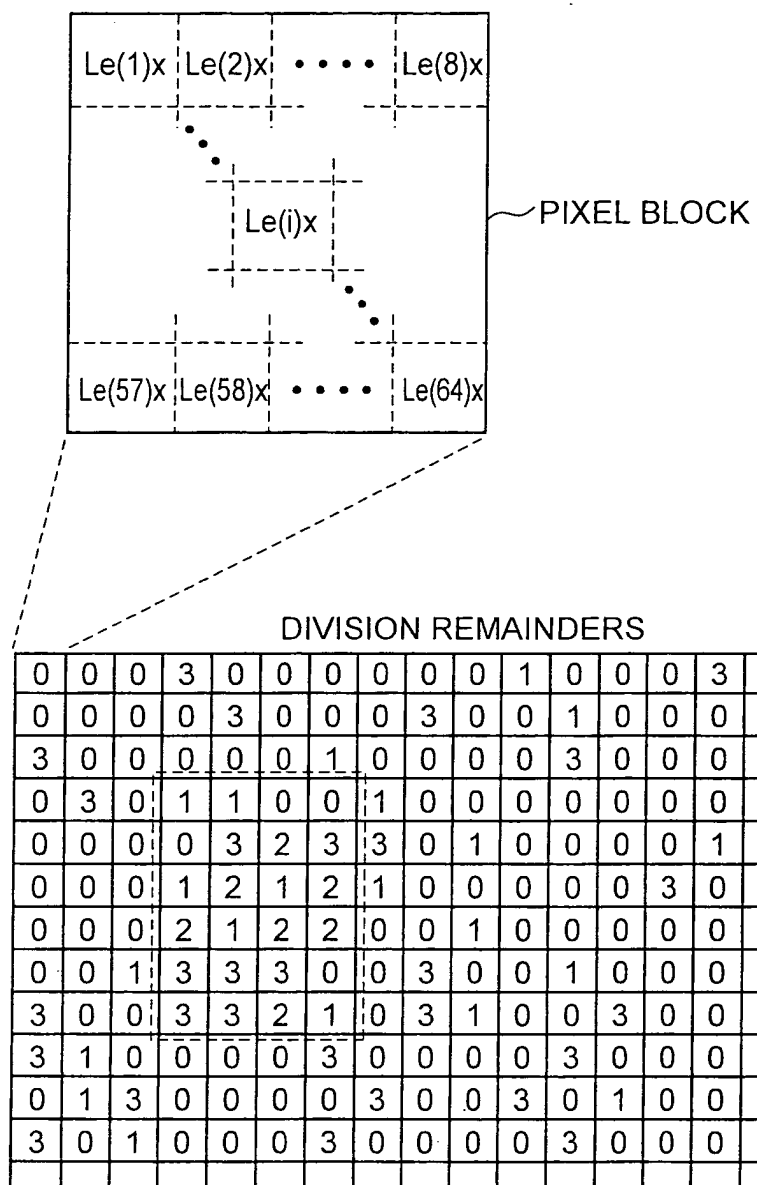 Le(1)x Le(2)x •••• Le(8)x
Le(i)x
PIXEL BLOCK
Le(57)x Le(58)x •••• Le(64)x
DIVISION REMAINDERS
0 0 0 3 0 0 0 0 0 0 1 0 0 0 3
0 0 0 0 3 0 0 0 3 0 0 1 0 0 0
3 0 0 0 0 0 1 0 0 0 0 3 0 0 0
0 3 0 1 1 0 0 1 0 0 0 0 0 0 0
0 0 0 0 3 2 3 3 0 1 0 0 0 0 1
0 0 0 1 2 1 2 1 0 0 0 0 0 3 0
0 0 0 2 1 2 2 0 0 1 0 0 0 0 0
0 0 1 3 3 3 0 0 3 0 0 1 0 0 0
3 0 0 3 3 2 1 0 3 1 0 0 3 0 0
3 1 0 0 0 0 3 0 0 0 0 3 0 0 0
0 1 3 0 0 0 0 3 0 0 3 0 1 0 0
3 0 1 0 0 0 3 0 0 0 0 3 0 0 0